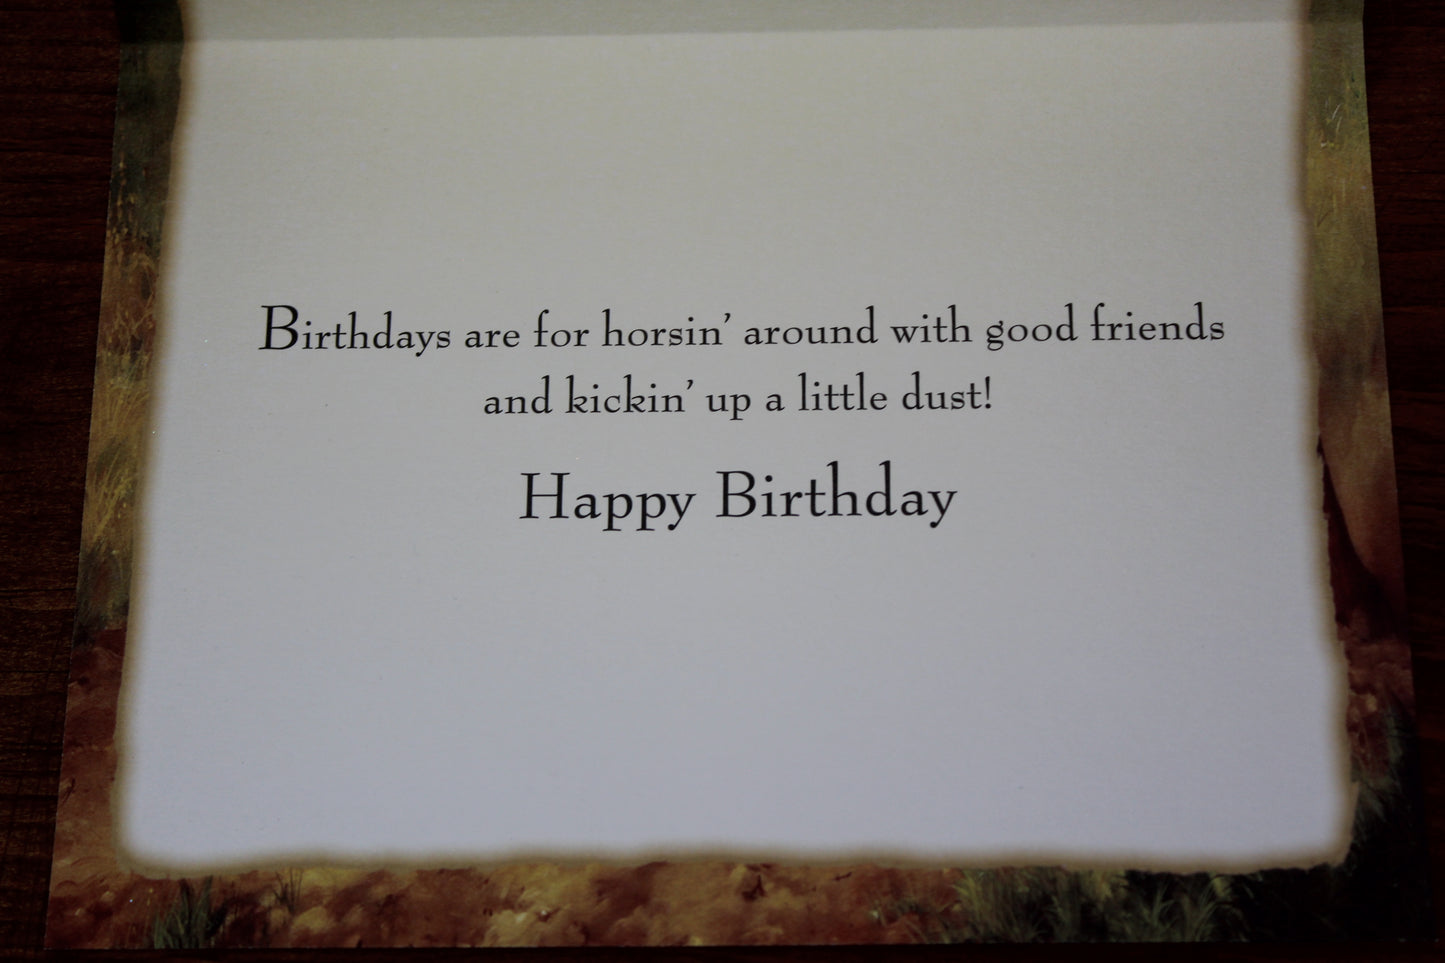 Birthdays are for horsin’ around with good friends
and kickin’ up a little dust!
Happy Birthday